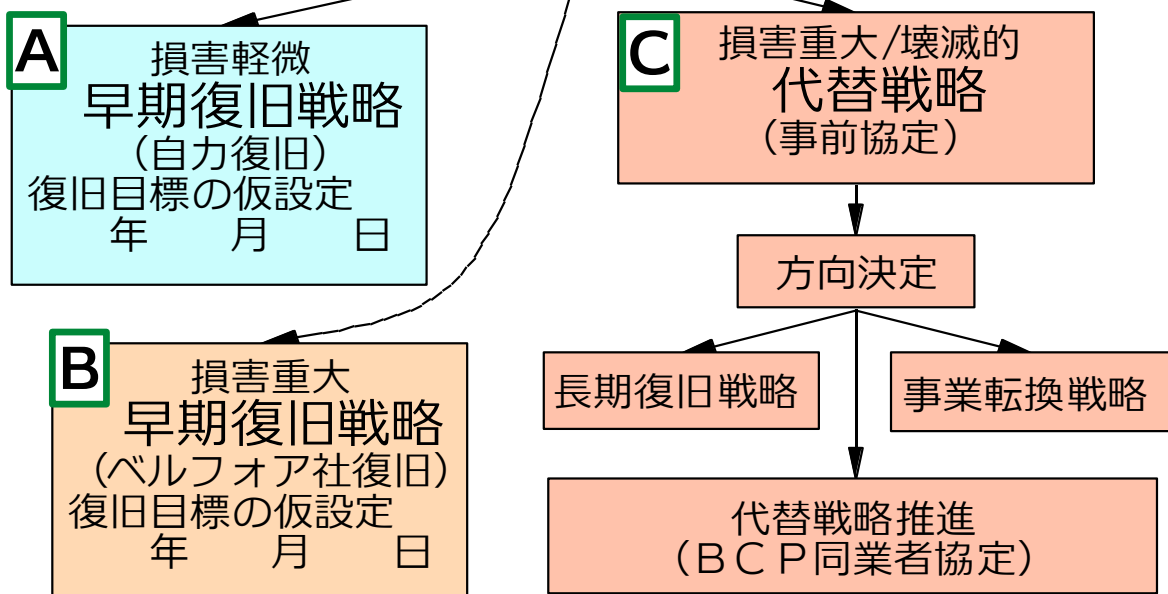 A
損害軽微
早期復旧戦略
（自力復旧）
復旧目標の仮設定
年　　月　　日
B
損害重大
早期復旧戦略
（ベルフォア社復旧）
復旧目標の仮設定
年　　月　　日
C
損害重大/壊滅的
代替戦略
（事前協定）
方向決定
長期復旧戦略
事業転換戦略
代替戦略推進
（ＢＣＰ同業者協定）